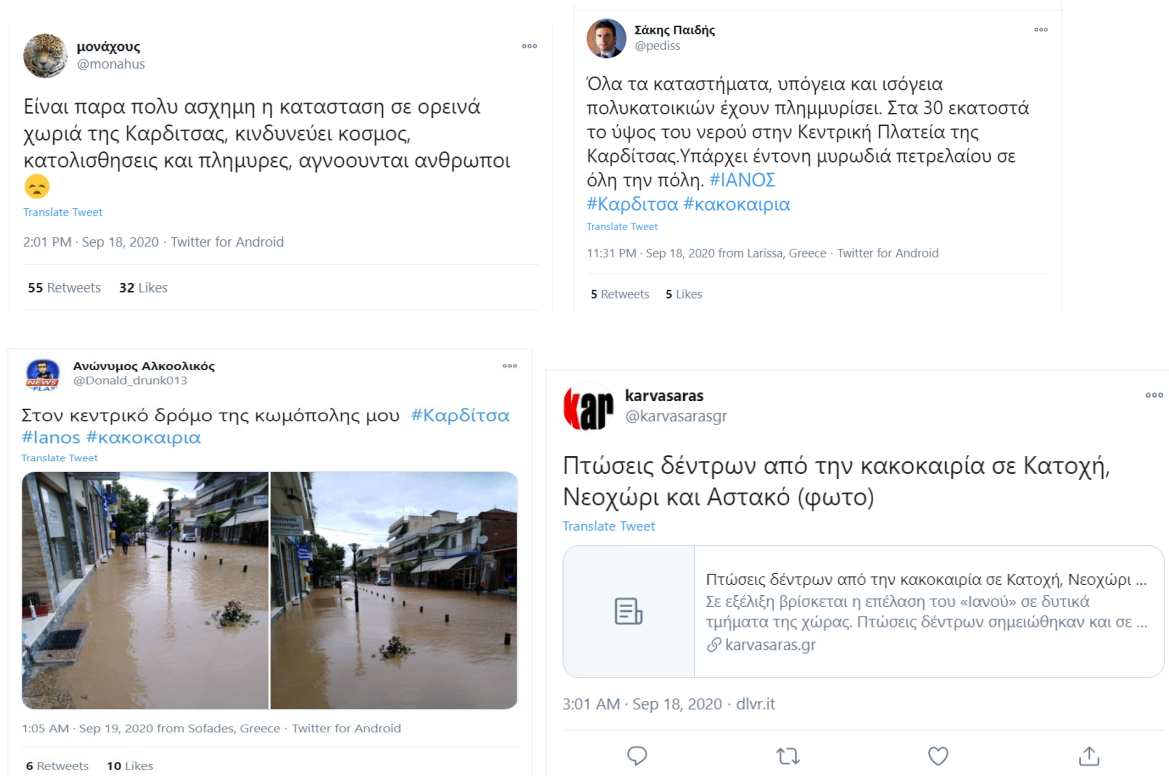 μονάχους
@monahus
Είναι παρα πολυ ασχημη η κατασταση σε ορεινά
χωριά της Καρδιτσας, κινδυνεύει κοσμος,
κατολισθησεις και πλημυρες, αγνοουνται ανθρωποι
Translate Tweet
2:01 PM · Sep 18, 2020 · Twitter for Android
55 Retweets 32 Likes
Σάκης Παιδής
@pediss
Όλα τα καταστήματα, υπόγεια και ισόγεια
πολυκατοικιών έχουν πλημμυρίσει. Στα 30 εκατοστά
το ύψος του νερού στην Κεντρική Πλατεία της
Καρδίτσας.Υπάρχει έντονη μυρωδιά πετρελαίου σε
όλη την πόλη. #ΙΑΝΟΣ
#Καρδιτσα #κακοκαιρια
Translate Tweet
11:31 PM · Sep 18, 2020 from Larissa, Greece · Twitter for Android
5 Retweets 5 Likes
Ανώνυμος Αλκοολικός
@Donald_drunk013
NEWS
FLAS
Στον κεντρικό δρόμο της κωμόπολης μου #Καρδίτσα
#Ianos #κακοκαιρια
Translate Tweet
1:05 AM · Sep 19, 2020 from Sofades, Greece · Twitter for Android
6 Retweets 10 Likes
kar
karvasaras
@karvasarasgr
Πτώσεις δέντρων από την κακοκαιρία σε Κατοχή,
Νεοχώρι και Αστακό (φωτο)
Translate Tweet
Πτώσεις δέντρων από την κακοκαιρία σε Κατοχή, Νεοχώρι ...
Σε εξέλιξη βρίσκεται η επέλαση του «Ιανού» σε δυτικά
τμήματα της χώρας. Πτώσεις δέντρων σημειώθηκαν και σε ...
karvasaras.gr
3:01 AM · Sep 18, 2020 · dlvr.it